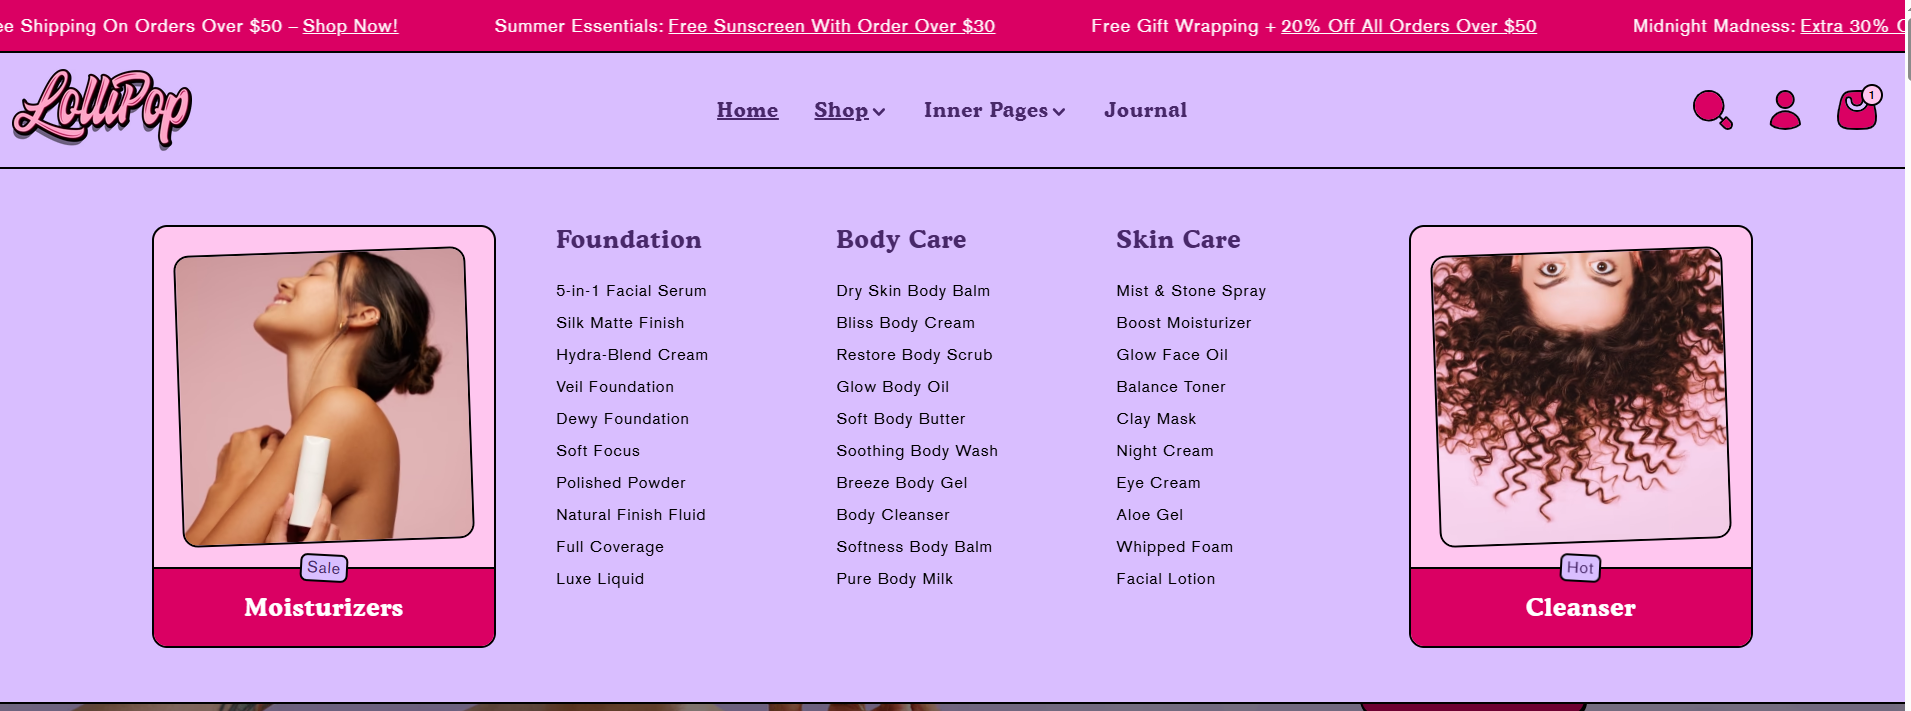 ee Shipping On Orders Over $50 – Shop Now! Summer Essentials: Free Sunscreen With Order Over $30 Free Gift Wrapping + 20% Off All Orders Over $50 Midnight Madness: Extra 30%
LolliPop
Home Shop Inner Pages Journal
1
Foundation
5-in-1 Facial Serum
Silk Matte Finish
Hydra-Blend Cream
Veil Foundation
Dewy Foundation
Soft Focus
Polished Powder
Natural Finish Fluid
Full Coverage
Luxe Liquid
Body Care
Dry Skin Body Balm
Bliss Body Cream
Restore Body Scrub
Glow Body Oil
Soft Body Butter
Soothing Body Wash
Breeze Body Gel
Body Cleanser
Softness Body Balm
Pure Body Milk
Skin Care
Mist & Stone Spray
Boost Moisturizer
Glow Face Oil
Balance Toner
Clay Mask
Night Cream
Eye Cream
Aloe Gel
Whipped Foam
Facial Lotion
Sale
Moisturizers
Hot
Cleanser